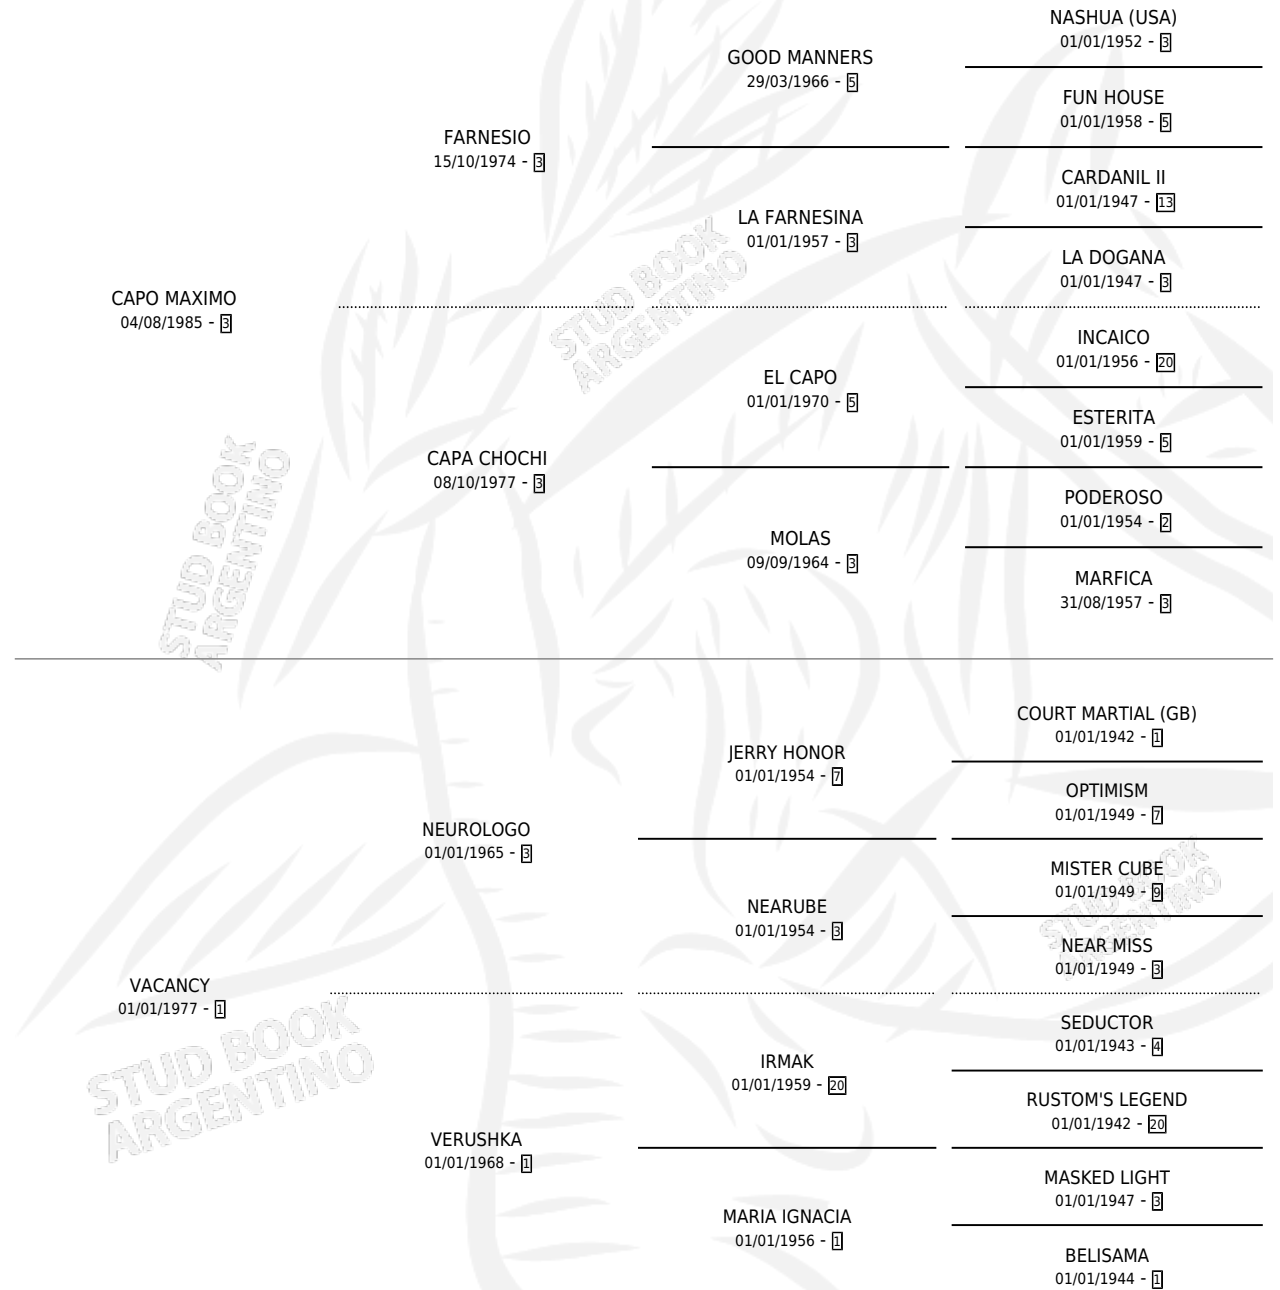 NASHUA (USA)
01/01/1952 - 3
GOOD MANNERS
29/03/1966 - 5
FUN HOUSE
01/01/1958 - 5
FARNESIO
15/10/1974 - 3
CARDANIL II
01/01/1947 - 13
LA FARNESINA
01/01/1957 - 3
LA DOGANA
01/01/1947 - 3
CAPO MAXIMO
04/08/1985 - 3
INCAICO
01/01/1956 - 20
EL CAPO
01/01/1970 - 5
ESTERITA
01/01/1959 - 5
CAPA CHOCHI
08/10/1977 - 3
PODEROSO
01/01/1954 - 2
MOLAS
09/09/1964 - 3
MARFICA
31/08/1957 - 3
COURT MARTIAL (GB)
01/01/1942 - 1
JERRY HONOR
01/01/1954 - 7
OPTIMISM
01/01/1949 - 7
NEUROLOGO
01/01/1965 - 3
MISTER CUBE
01/01/1949 - 9
NEARUBE
01/01/1954 - 3
NEAR MISS
01/01/1949 - 3
VACANCY
01/01/1977 - 1
SEDUCTOR
01/01/1943 - 4
IRMAK
01/01/1959 - 20
RUSTOM'S LEGEND
01/01/1942 - 20
VERUSHKA
01/01/1968 - 1
MASKED LIGHT
01/01/1947 - 3
MARIA IGNACIA
01/01/1956 - 1
BELISAMA
01/01/1944 - 1
STUD BOOK
ARGENTINO
STUD BOOK
ARGENTINO
STUD BOOK
ARGENTINO
STUD BOOK
ARGENTINO